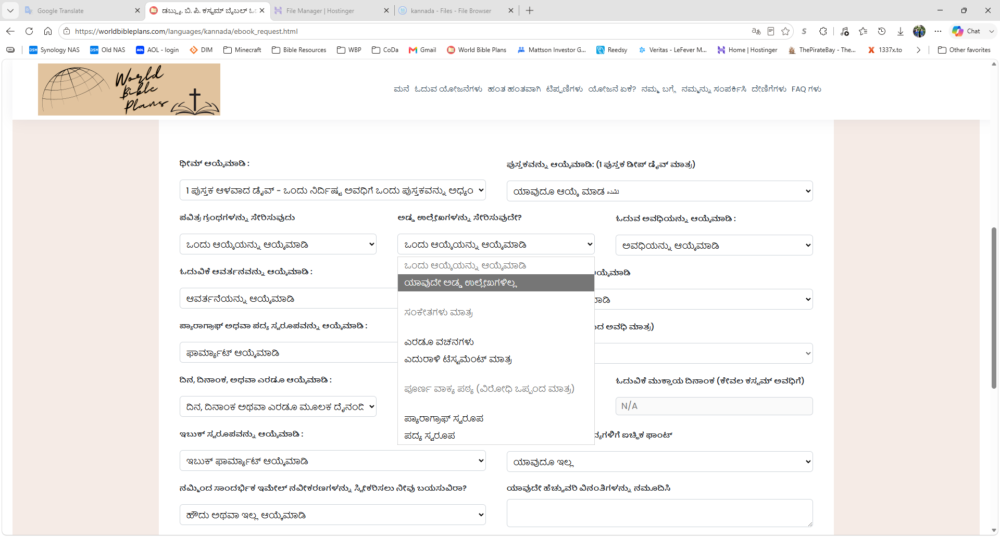 Google Translate
ಡಬ್ಲ್ಯು. ಬಿ. ಪಿ. ಕಸ್ಟಮ್ ಬೈಬಲ್ ಓದ
File Manager | Hostinger
kannada - Files - File Browser
https://worldbibleplans.com/languages/kannada/ebook_request.html
Chat
Synology NAS
Old NAS
AOL - login
DIM
Minecraft
Bible Resources
WBP
CoDa
Gmail
World Bible Plans
Mattson Investor G...
Reedsy
Veritas - LeFever M...
Home | Hostinger
ThePirateBay - The...
1337x.to
Other favorites
World
Bible
Plans
ಮನೆ ಓದುವ ಯೋಜನೆಗಳು ಹಂತ ಹಂತವಾಗಿ ಟಿಪ್ಪಣಿಗಳು ಯೋಜನೆ ಏಕೆ? ನಮ್ಮ ಬಗ್ಗೆ ನಮ್ಮನ್ನು ಸಂಪರ್ಕಿಸಿ ದೇಣಿಗೆಗಳು FAQ ಗಳು
ಥೀಮ್ ಆಯ್ಕೆಮಾಡಿ :
ಪುಸ್ತಕವನ್ನು ಆಯ್ಕೆಮಾಡಿ: (1 ಪುಸ್ತಕ ಡೀಪ್ ಡೈವ್ ಮಾತ್ರ)
1 ಪುಸ್ತಕ ಆಳವಾದ ಡೈವ್ - ಒಂದು ನಿರ್ದಿಷ್ಟ ಅವಧಿಗೆ ಒಂದು ಪುಸ್ತಕವನ್ನು ಅಧ್ಯಂ
ಯಾವುದೂ ಆಯ್ಕೆ ಮಾಡ
ಪವಿತ್ರ ಗ್ರಂಥಗಳನ್ನು ಸೇರಿಸುವುದು
ಅಡ್ಡ ಉಲ್ಲೇಖಗಳನ್ನು ಸೇರಿಸುವುದೇ?
ಓದುವ ಅವಧಿಯನ್ನು ಆಯ್ಕೆಮಾಡಿ :
ಒಂದು ಆಯ್ಕೆಯನ್ನು ಆಯ್ಕೆಮಾಡಿ
ಒಂದು ಆಯ್ಕೆಯನ್ನು ಆಯ್ಕೆಮಾಡಿ
ಅವಧಿಯನ್ನು ಆಯ್ಕೆಮಾಡಿ
ಒಂದು ಆಯ್ಕೆಯನ್ನು ಆಯ್ಕೆಮಾಡಿ
ಯಾವುದೇ ಅಡ್ಡ ಉಲ್ಲೇಖಗಳಿಲ್ಲ
ಸಂಕೇತಗಳು ಮಾತ್ರ
ಎರಡೂ ವಚನಗಳು
ಎದುರಾಳಿ ಟೆಸ್ಟಮೆಂಟ್ ಮಾತ್ರ
ಪೂರ್ಣ ವಾಕ್ಯ ಪಠ್ಯ (ವಿರೋಧಿ ಒಪ್ಪಂದ ಮಾತ್ರ)
ಪ್ಯಾರಾಗ್ರಾಫ್ ಸ್ವರೂಪ
ಪದ್ಯ ಸ್ವರೂಪ
ಓದುವಿಕೆ ಆವರ್ತನವನ್ನು ಆಯ್ಕೆಮಾಡಿ :
ಆಯ್ಕೆಮಾಡಿ
ಆವರ್ತನೆಯನ್ನು ಆಯ್ಕೆಮಾಡಿ
ಮಾಡಿ
ಪ್ಯಾರಾಗ್ರಾಫ್ ಅಥವಾ ಪದ್ಯ ಸ್ವರೂಪವನ್ನು ಆಯ್ಕೆಮಾಡಿ :
ದ ಅವಧಿ ಮಾತ್ರ)
ಫಾರ್ಮ್ಯಾಟ್ ಆಯ್ಕೆಮಾಡಿ
ದಿನ, ದಿನಾಂಕ, ಅಥವಾ ಎರಡೂ ಆಯ್ಕೆಮಾಡಿ :
ಓದುವಿಕೆ ಮುಕ್ತಾಯ ದಿನಾಂಕ (ಕೇವಲ ಕಸ್ಟಮ್ ಅವಧಿಗೆ)
ದಿನ, ದಿನಾಂಕ ಅಥವಾ ಎರಡೂ ಮೂಲಕ ದೈನಂದಿ
N/A
ಇಬುಕ್ ಸ್ವರೂಪವನ್ನು ಆಯ್ಕೆಮಾಡಿ :
ದ್ಯಗಳಿಗೆ ಐಚ್ಛಿಕ ಫಾಂಟ್
ಇಬುಕ್ ಫಾರ್ಮ್ಯಾಟ್ ಆಯ್ಕೆಮಾಡಿ
ಯಾವುದೂ ಇಲ್ಲ
ನಮ್ಮಿಂದ ಸಾಂದರ್ಭಿಕ ಇಮೇಲ್ ನವೀಕರಣಗಳನ್ನು ಸ್ವೀಕರಿಸಲು ನೀವು ಬಯಸುವಿರಾ?
ಯಾವುದೇ ಹೆಚ್ಚುವರಿ ವಿನಂತಿಗಳನ್ನು ನಮೂದಿಸಿ
ಹೌದು ಅಥವಾ ಇಲ್ಲ ಆಯ್ಕೆಮಾಡಿ